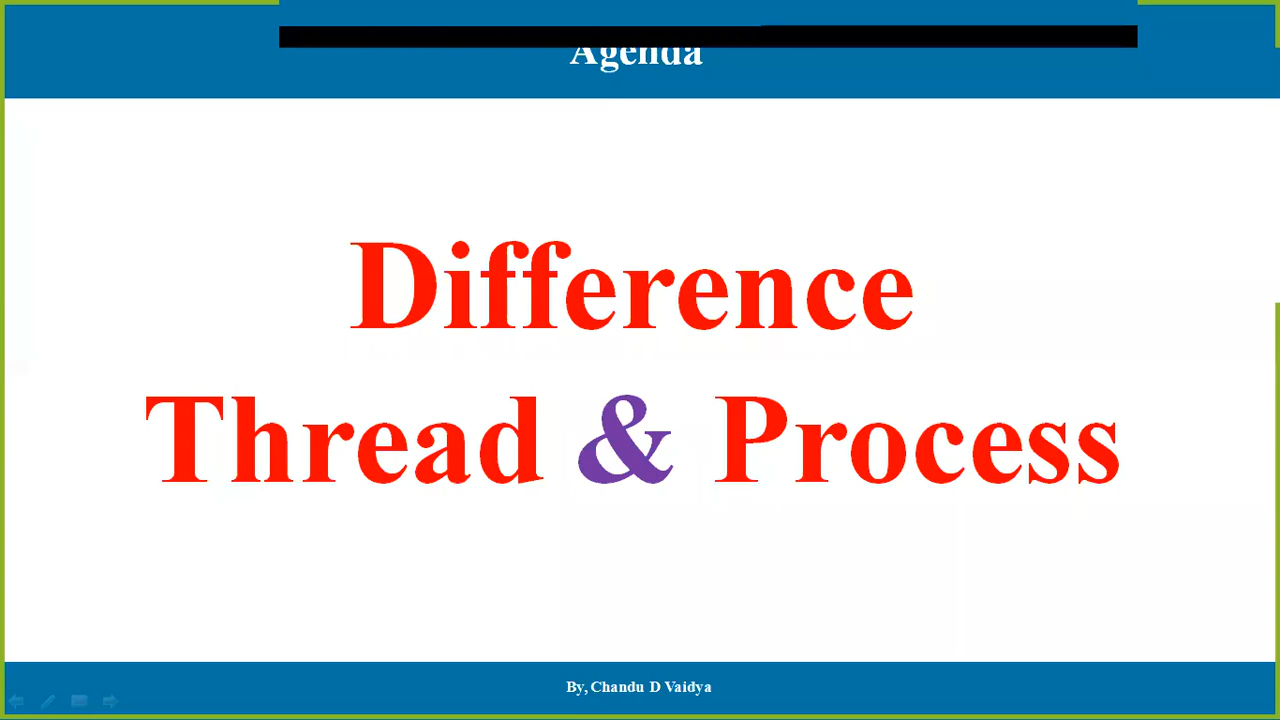 Agenda
Difference
Thread & Process
By, Chandu D Vaidya